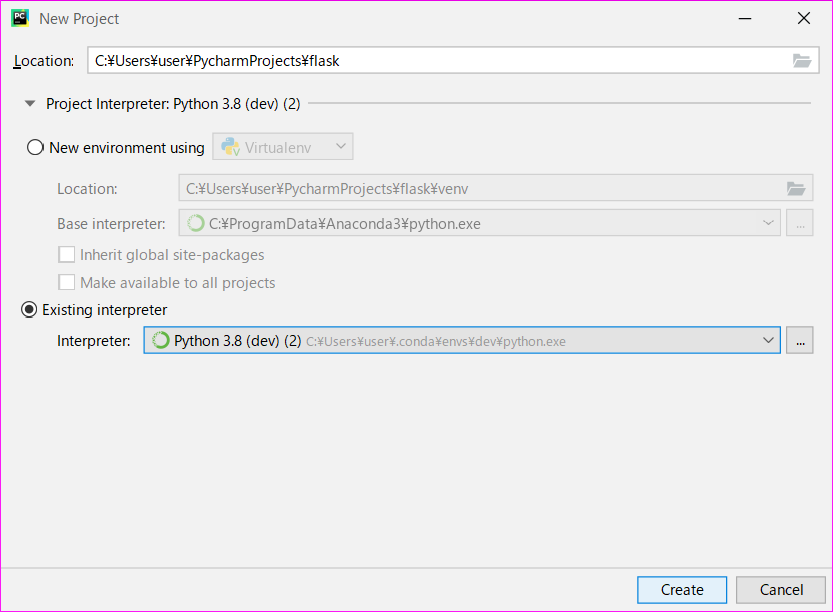 PC New Project
Location: C:¥Users¥user¥PycharmProjects¥flask
Project Interpreter: Python 3.8 (dev) (2)
New environment using Virtualenv
Location: C:¥Users¥user¥PycharmProjects¥flask¥venv
Base interpreter: C:¥ProgramData¥Anaconda3¥python.exe ...
Inherit global site-packages
Make available to all projects
Existing interpreter
Interpreter: Python 3.8 (dev) (2) C:¥Users¥user¥.conda¥envs¥dev¥python.exe ...
Create Cancel